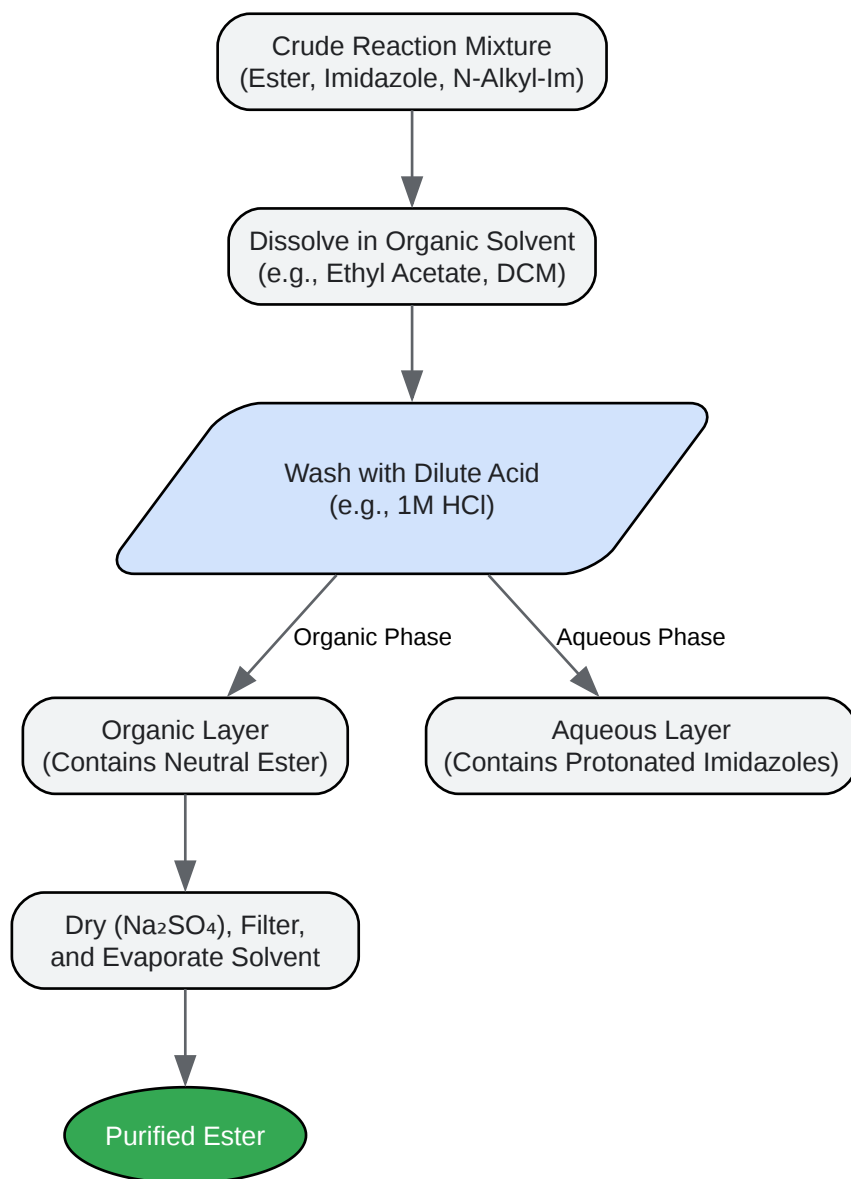 Crude Reaction Mixture
(Ester, Imidazole, N-Alkyl-Im)
Dissolve in Organic Solvent
(e.g., Ethyl Acetate, DCM)
Wash with Dilute Acid
(e.g., 1M HCl)
Organic Phase
Aqueous Phase
Organic Layer
(Contains Neutral Ester)
Aqueous Layer
(Contains Protonated Imidazoles)
Dry (Na₂SO₄), Filter,
and Evaporate Solvent
Purified Ester